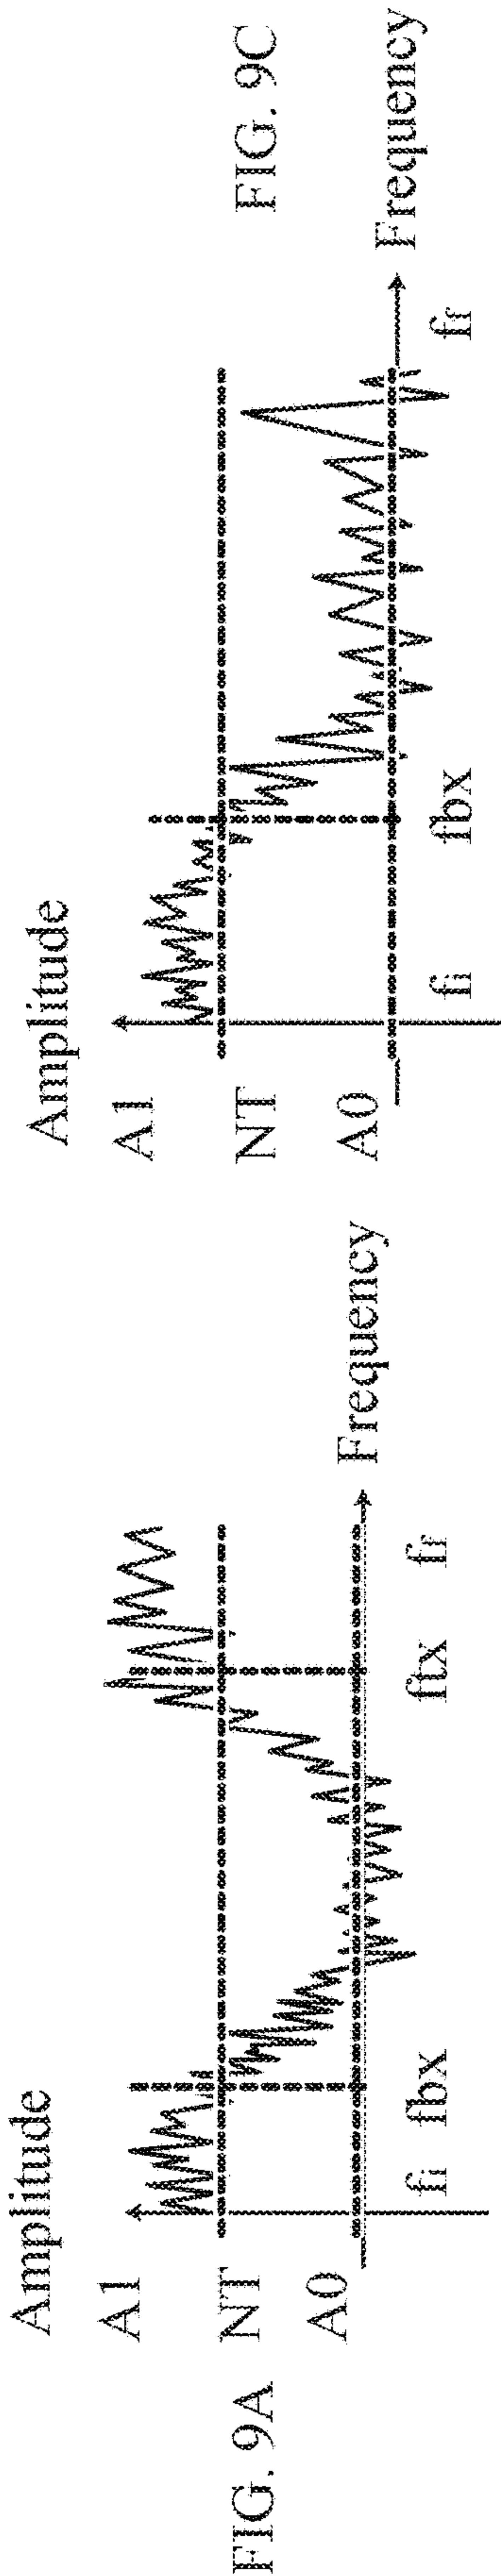 FIG. 9A
Amplitude
A1
NT
A0
fi
fbx
ftx
ff
Frequency
Amplitude
A1
NT
A0
fi
fbx
ff
Frequency
FIG. 9C